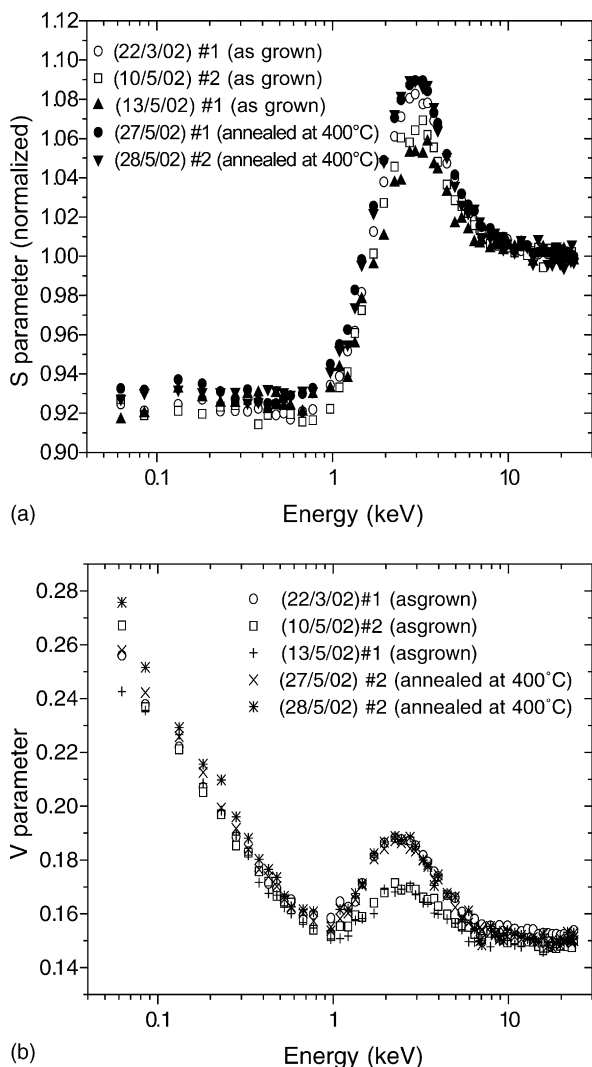 1.12
1.10
1.08
1.06
1.04
1.02
1.00
0.98
0.96
0.94
0.92
0.90
S parameter (normalized)
(22/3/02) #1 (as grown)
(10/5/02) #2 (as grown)
(13/5/02) #1 (as grown)
(27/5/02) #1 (annealed at 400°C)
(28/5/02) #2 (annealed at 400°C)
0.1 1 10
(a) Energy (keV)
0.28
0.26
0.24
0.22
0.20
0.18
0.16
0.14
V parameter
(22/3/02)#1 (asgrown)
(10/5/02)#2 (asgrown)
(13/5/02)#1 (asgrown)
(27/5/02) #2 (annealed at 400°C)
(28/5/02) #2 (annealed at 400°C)
0.1 1 10
(b) Energy (keV)